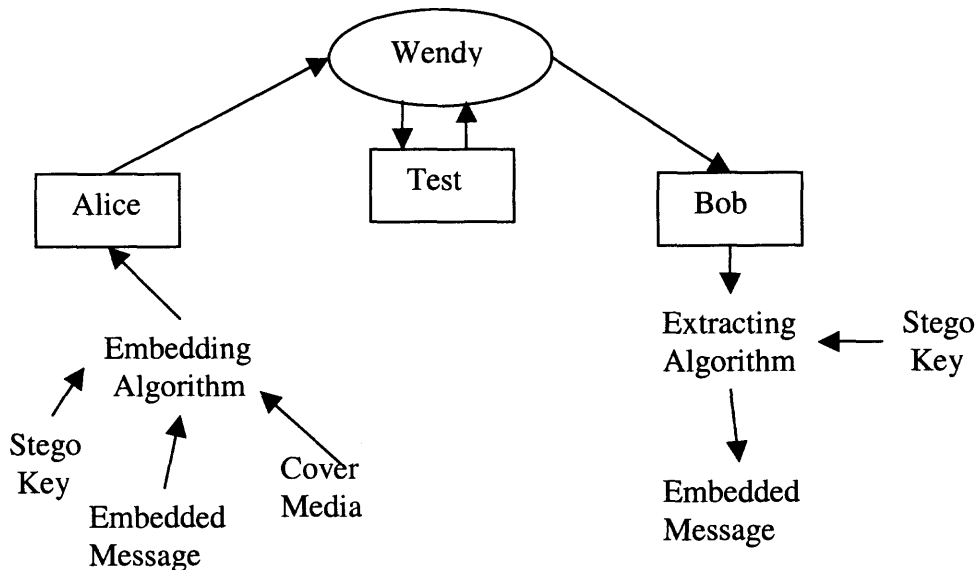 Wendy
Test
Alice
Bob
Embedding
Algorithm
Extracting
Algorithm
Stego
Key
Stego
Key
Cover
Media
Embedded
Message
Embedded
Message